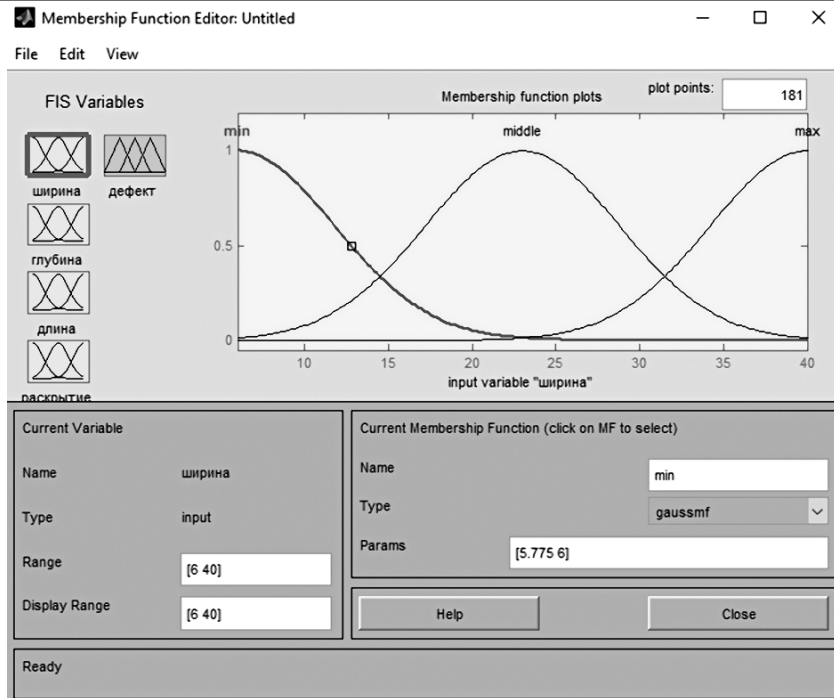 Membership Function Editor: Untitled
File Edit View
FIS Variables
Membership function plots
plot points:
181
ширина
дефект
глубина
длина
раскрытие
min
middle
max
1
0.5
0
10 15 20 25 30 35 40
input variable "ширина"
Current Variable
Name ширина
Type input
Range [6 40]
Display Range [6 40]
Current Membership Function (click on MF to select)
Name min
Type gaussmf
Params [5.775 6]
Help Close
Ready